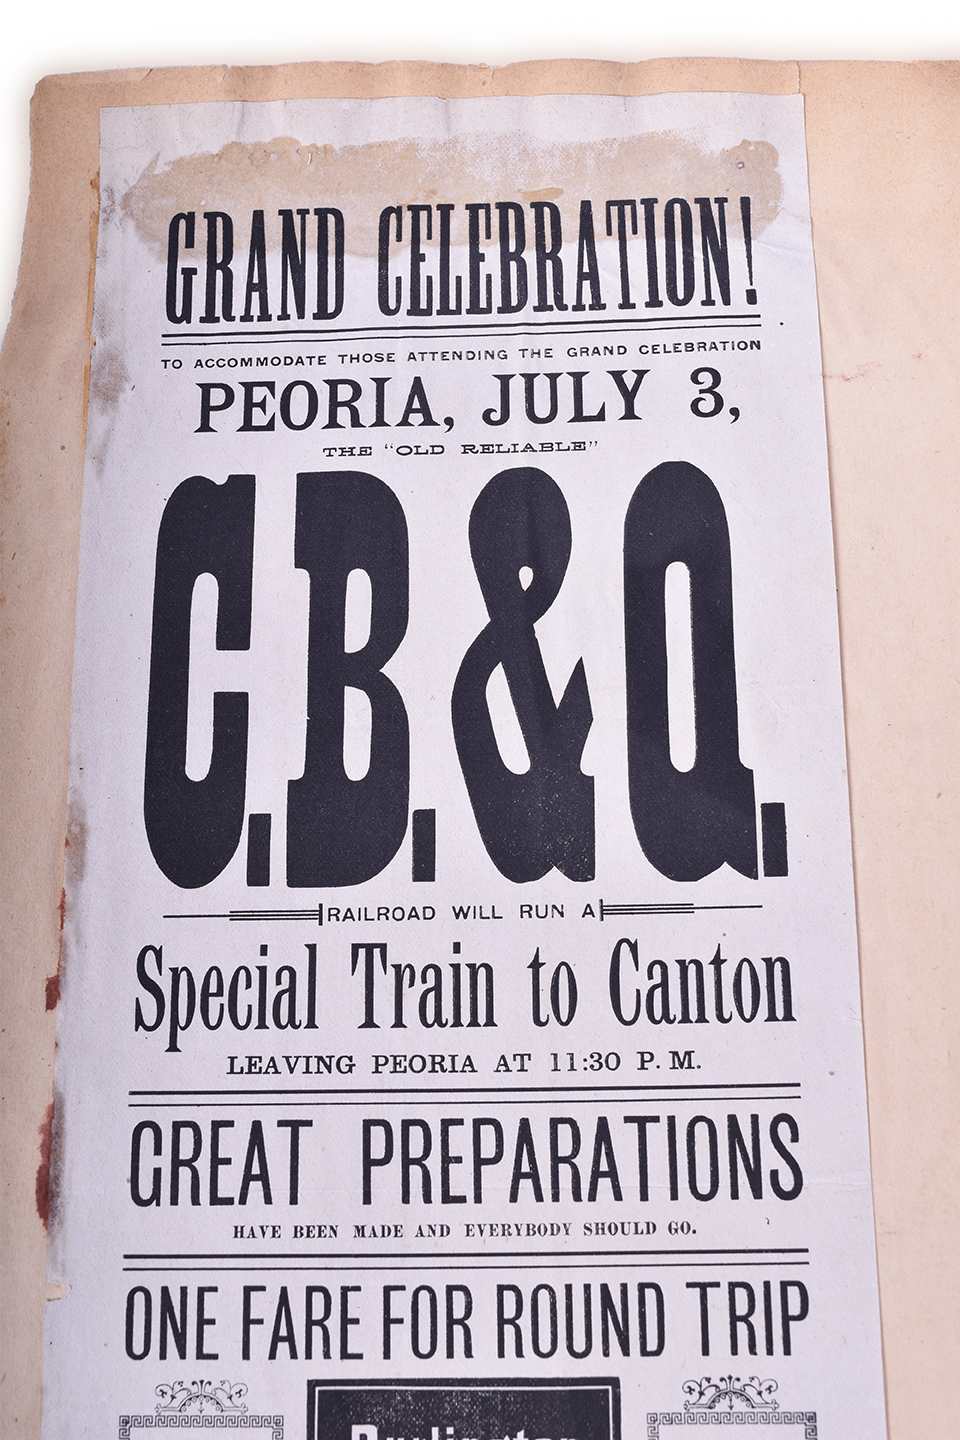 GRAND CELEBRATION!
TO ACCOMMODATE THOSE ATTENDING THE GRAND CELEBRATION
PEORIA, JULY 3,
THE "OLD RELIABLE"
C.B.&Q.
RAILROAD WILL RUN A
Special Train to Canton
LEAVING PEORIA AT 11:30 P. M.
GREAT PREPARATIONS
HAVE BEEN MADE AND EVERYBODY SHOULD GO.
ONE FARE FOR ROUND TRIP
Burlington